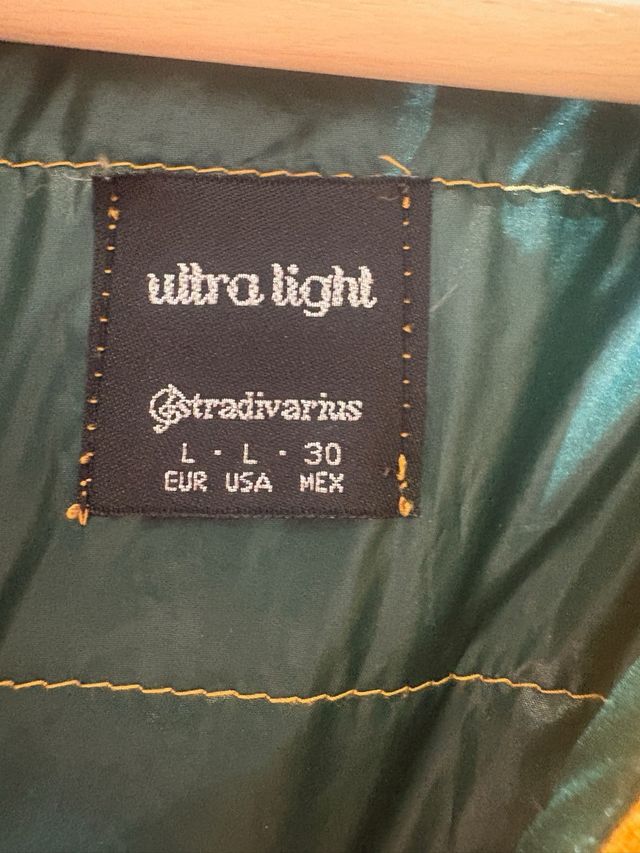 ultra light
stradivarius
L · L · 30
EUR USA MEX